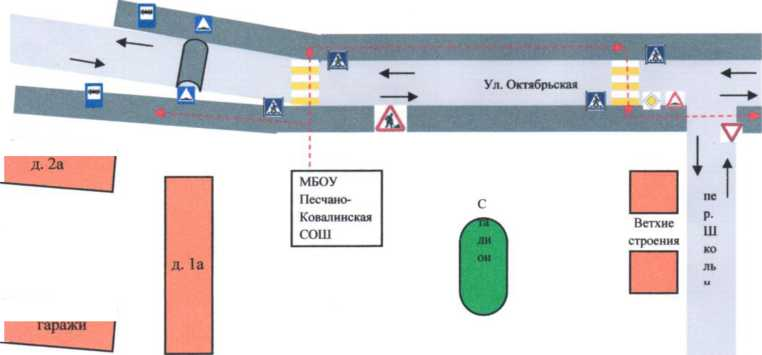 Ул. Октябрьская
д. 2а
МБОУ
Песчано-
Ковалинская
СОШ
С
та
ди
он
Ветхие
строения
пе
р.
Ш
ко
ль
д. 1а
гаражи